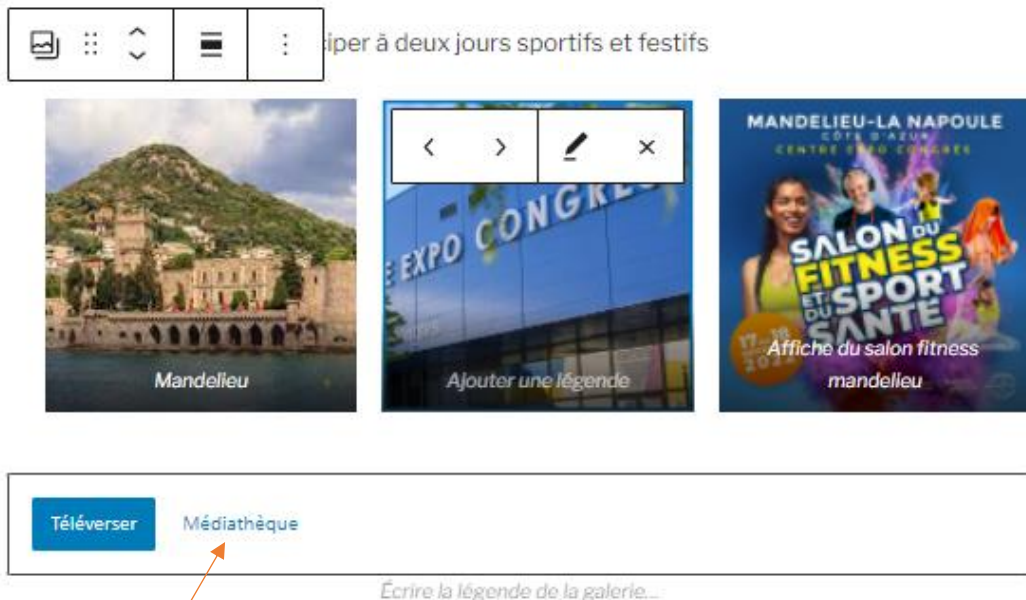 iper à deux jours sportifs et festifs
EXPO CONGRÈS
MANDELIEU-LA NAPOULE
CÔTE D'AZUR
CENTRE EXPO CONGRÈS
SALON DU
FITNESS
ET DU SPORT
SANTÉ
17_18
Mandelieu
Ajouter une légende
Affiche du salon fitness
mandelieu
Téléverser Médiathèque
Écrire la légende de la galerie...